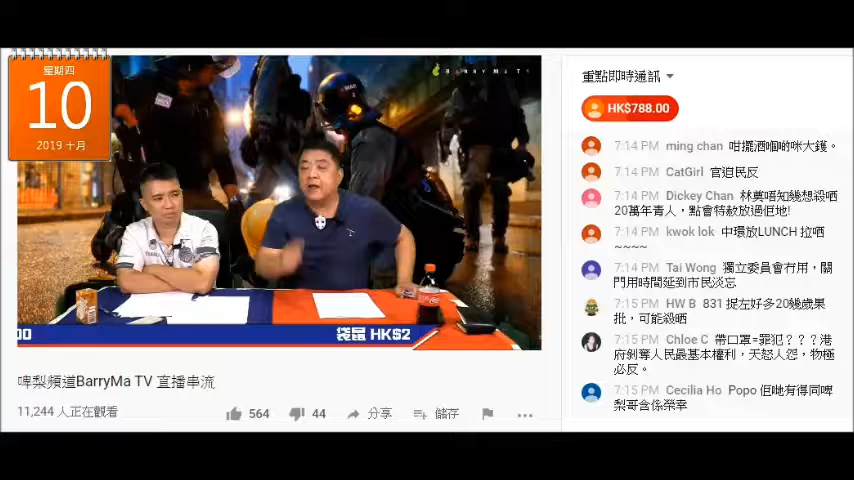 星期四
10
2019 十月
BARRYMA TV
00
袋鼠 HK$2
啤梨頻道BarryMa TV 直播串流
11,244 人正在觀看
564
44
分享
儲存
重點即時通訊
HK$788.00
7:14 PM ming chan 咁擺酒嗰啲咪大鑊。
7:14 PM CatGirl 官迫民反
7:14 PM Dickey Chan 林奠唔知幾想殺晒
20萬年青人，點會特赦放過佢地!
7:14 PM kwok lok 中環放LUNCH 拉晒
~~~~
7:14 PM Tai Wong 獨立委員會冇用，關
門用時間延到市民淡忘
7:15 PM HW B 831 捉左好多20幾歲果
批，可能殺晒
7:15 PM Chloe C 帶口罩=罪犯？？？港
府剝奪人民最基本權利，天怒人怨，物極
必反。
7:15 PM Cecilia Ho Popo 佢哋有得同啤
梨哥含係榮幸